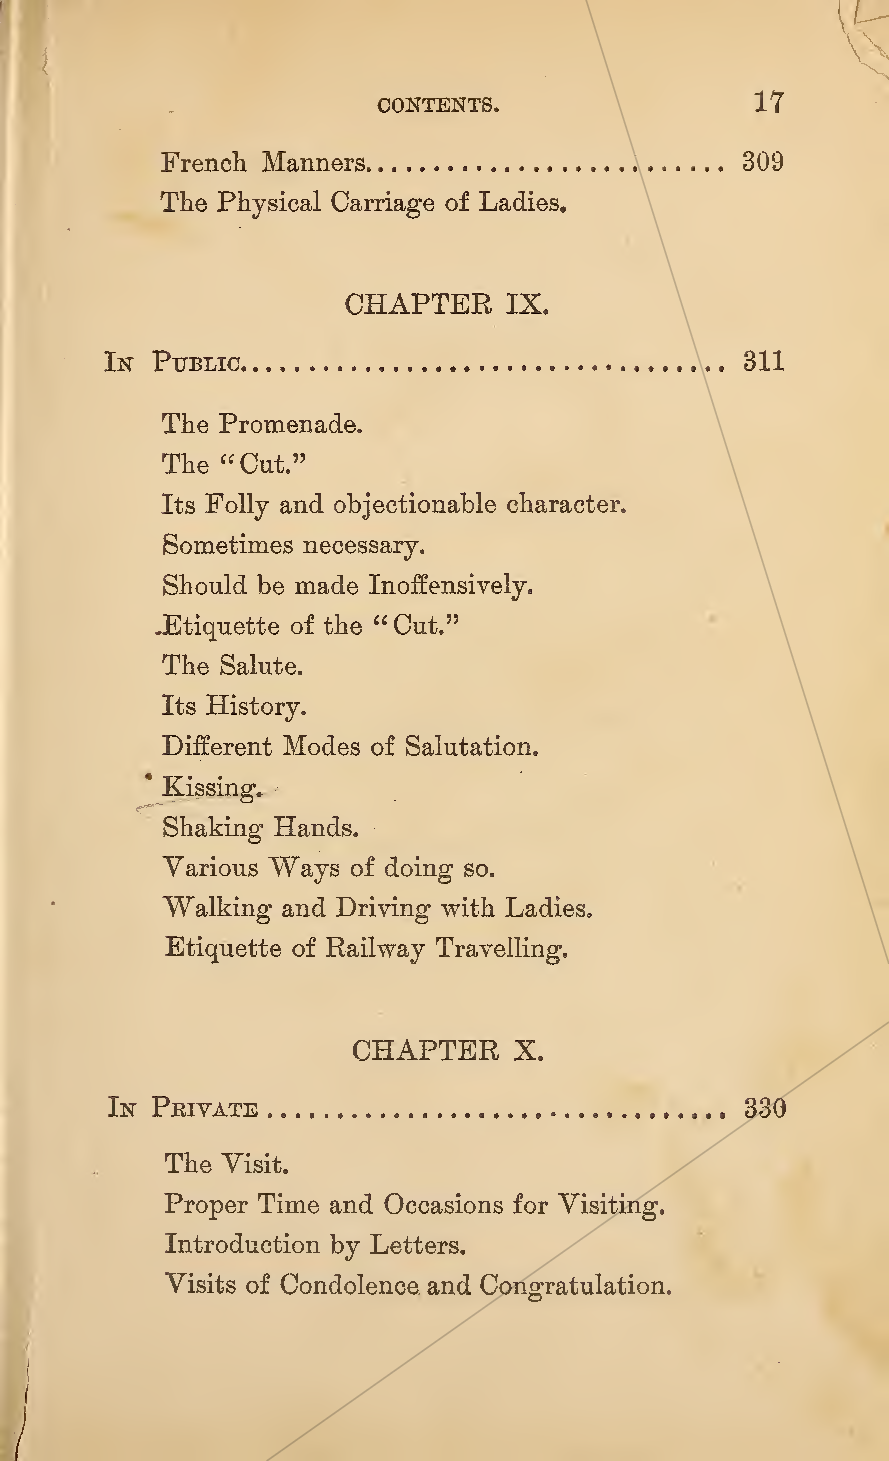 CONTENTS. 17
French Manners.......................... 309
The Physical Carriage of Ladies.
CHAPTER IX.
IN PUBLIC.................................. 311
The Promenade.
The “Cut.”
Its Folly and objectionable character.
Sometimes necessary.
Should be made Inoffensively.
Etiquette of the “Cut.”
The Salute.
Its History.
Different Modes of Salutation.
Kissing.
Shaking Hands.
Various Ways of doing so.
Walking and Driving with Ladies.
Etiquette of Railway Travelling.
CHAPTER X.
IN PRIVATE................................. 330
The Visit.
Proper Time and Occasions for Visiting.
Introduction by Letters.
Visits of Condolence and Congratulation.